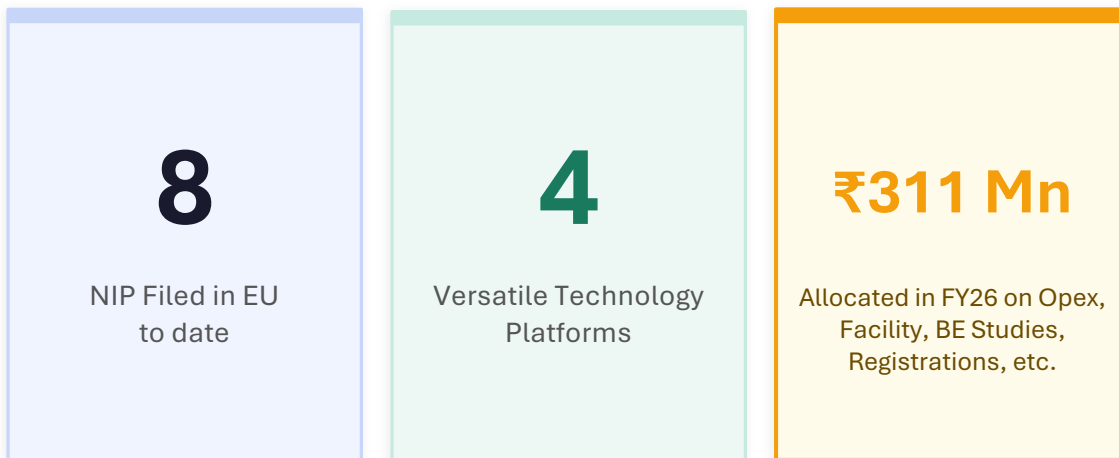 8
NIP Filed in EU
to date
4
Versatile Technology
Platforms
₹311 Mn
Allocated in FY26 on Opex,
Facility, BE Studies,
Registrations, etc.